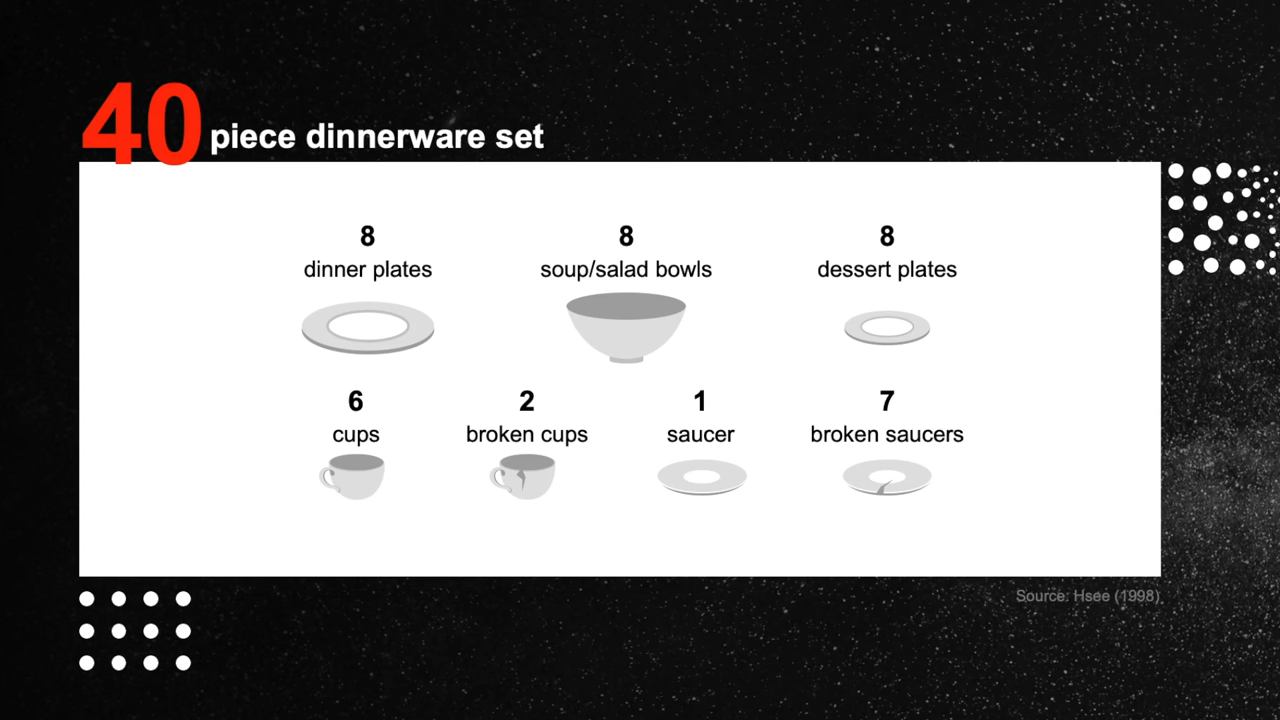 40 piece dinnerware set
8
dinner plates
8
soup/salad bowls
8
dessert plates
6
cups
2
broken cups
1
saucer
7
broken saucers
Source: Hsee (1998)